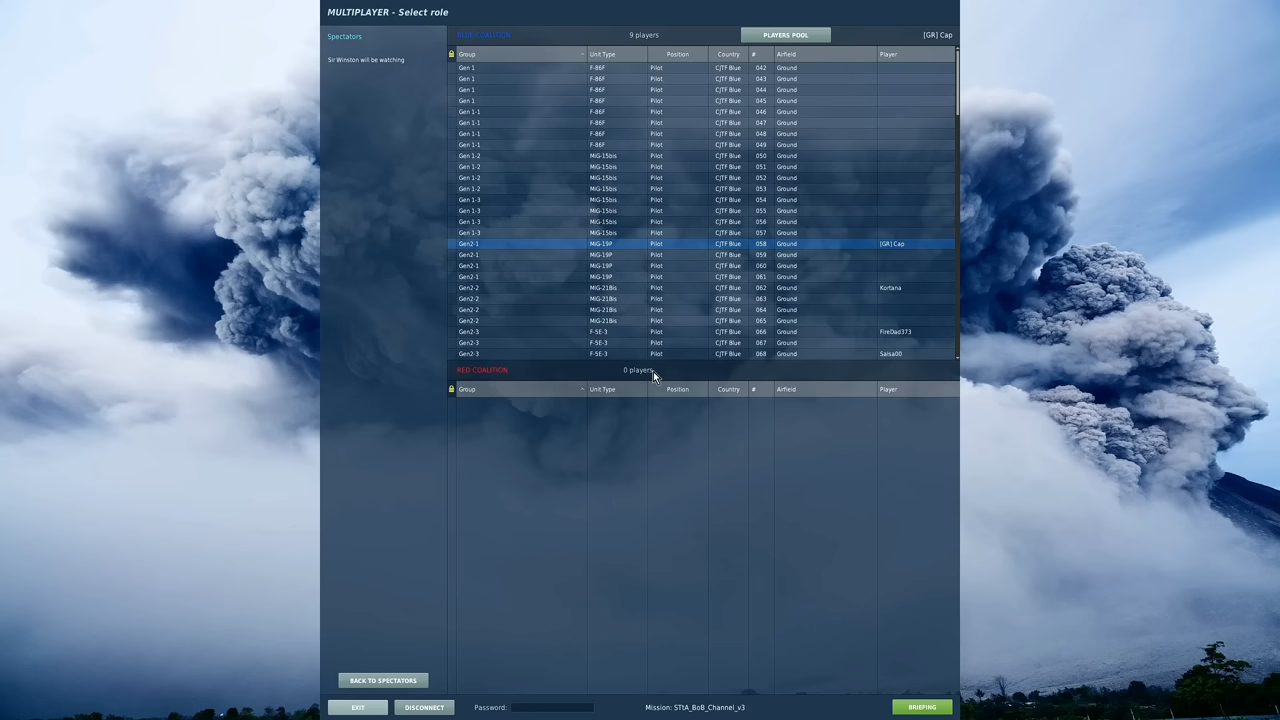 MULTIPLAYER - Select role
Spectators
Sir Winston will be watching
BLUE COALITION 9 players PLAYERS POOL [GR] Cap
Group Unit Type Position Country # Airfield Player
Gen 1 F-86F Pilot CJTF Blue 042 Ground
Gen 1 F-86F Pilot CJTF Blue 043 Ground
Gen 1 F-86F Pilot CJTF Blue 044 Ground
Gen 1 F-86F Pilot CJTF Blue 045 Ground
Gen 1-1 F-86F Pilot CJTF Blue 046 Ground
Gen 1-1 F-86F Pilot CJTF Blue 047 Ground
Gen 1-1 F-86F Pilot CJTF Blue 048 Ground
Gen 1-1 F-86F Pilot CJTF Blue 049 Ground
Gen 1-2 MiG-15bis Pilot CJTF Blue 050 Ground
Gen 1-2 MiG-15bis Pilot CJTF Blue 051 Ground
Gen 1-2 MiG-15bis Pilot CJTF Blue 052 Ground
Gen 1-2 MiG-15bis Pilot CJTF Blue 053 Ground
Gen 1-3 MiG-15bis Pilot CJTF Blue 054 Ground
Gen 1-3 MiG-15bis Pilot CJTF Blue 055 Ground
Gen 1-3 MiG-15bis Pilot CJTF Blue 056 Ground
Gen 1-3 MiG-15bis Pilot CJTF Blue 057 Ground
Gen2-1 MiG-19P Pilot CJTF Blue 058 Ground [GR] Cap
Gen2-1 MiG-19P Pilot CJTF Blue 059 Ground
Gen2-1 MiG-19P Pilot CJTF Blue 060 Ground
Gen2-1 MiG-19P Pilot CJTF Blue 061 Ground
Gen2-2 MiG-21Bis Pilot CJTF Blue 062 Ground Kortana
Gen2-2 MiG-21Bis Pilot CJTF Blue 063 Ground
Gen2-2 MiG-21Bis Pilot CJTF Blue 064 Ground
Gen2-2 MiG-21Bis Pilot CJTF Blue 065 Ground
Gen2-3 F-5E-3 Pilot CJTF Blue 066 Ground FireDad373
Gen2-3 F-5E-3 Pilot CJTF Blue 067 Ground
Gen2-3 F-5E-3 Pilot CJTF Blue 068 Ground Salsa00
RED COALITION 0 players
Group Unit Type Position Country # Airfield Player
BACK TO SPECTATORS
EXIT DISCONNECT Password: Mission: STtA_BoB_Channel_v3 BRIEFING